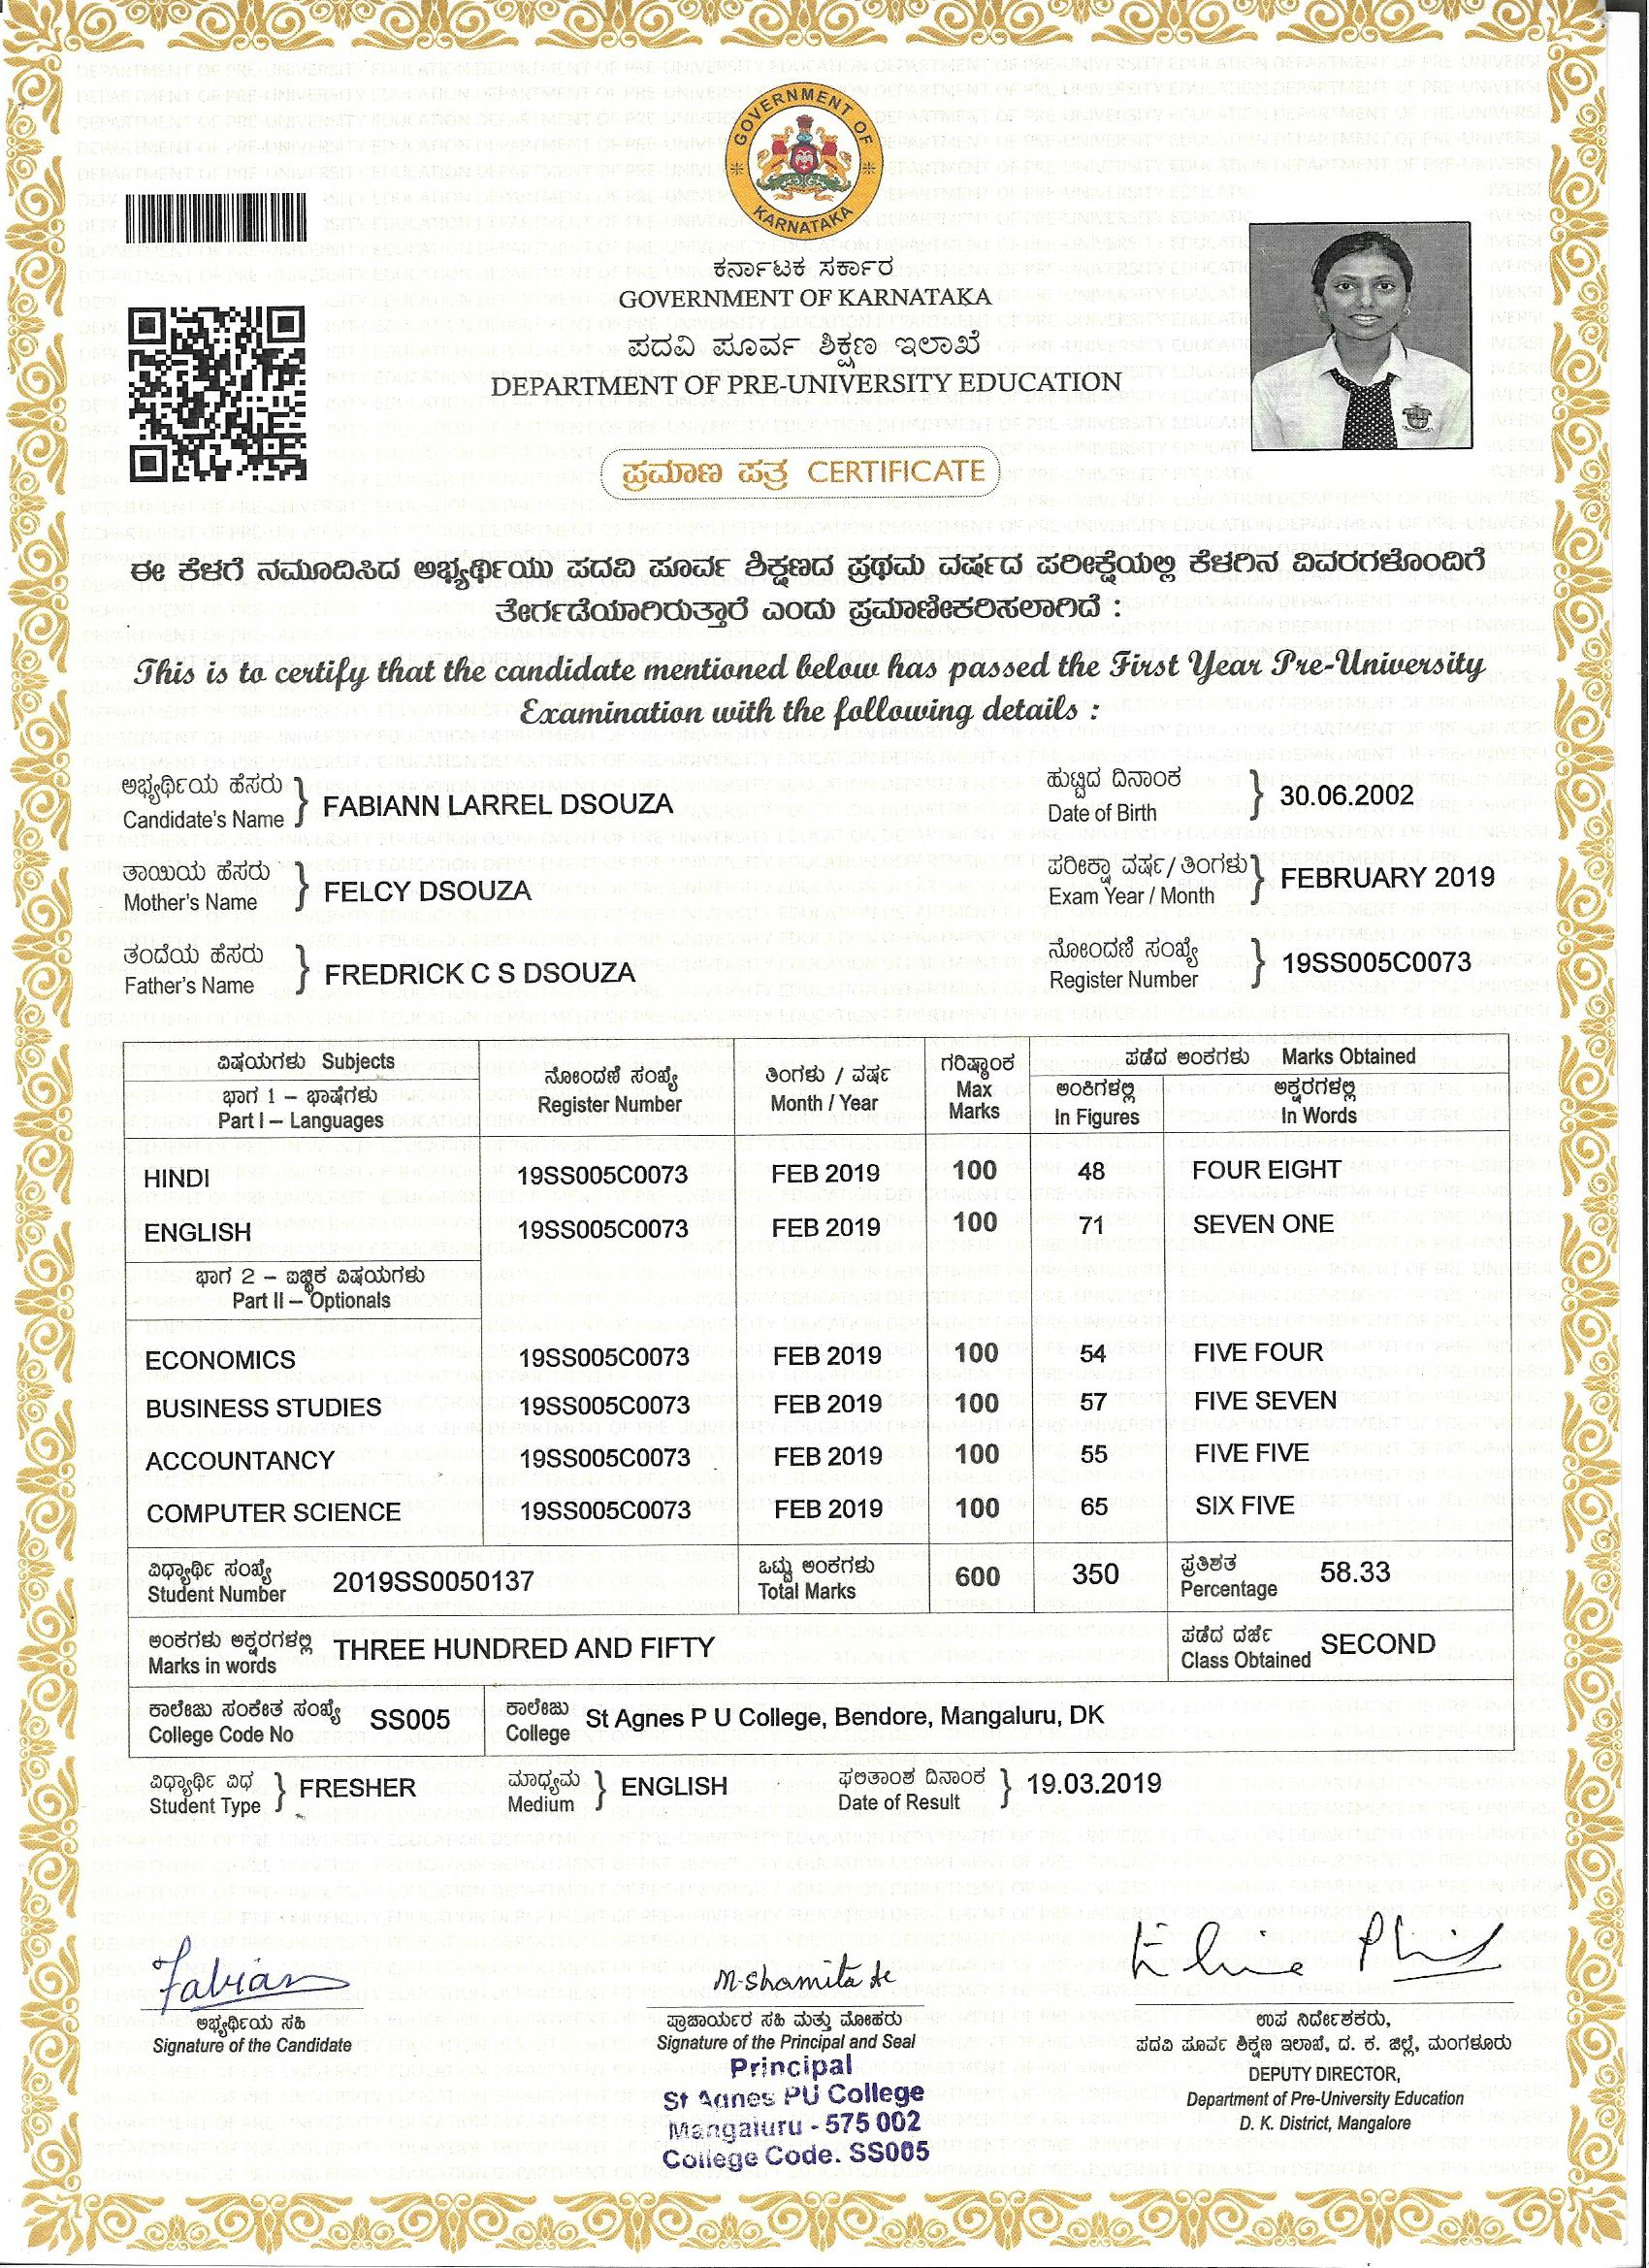 GOVERNMENT OF KARNATAKA
ಕರ್ನಾಟಕ ಸರ್ಕಾರ
GOVERNMENT OF KARNATAKA
ಪದವಿ ಪೂರ್ವ ಶಿಕ್ಷಣ ಇಲಾಖೆ
DEPARTMENT OF PRE-UNIVERSITY EDUCATION
ಪ್ರಮಾಣ ಪತ್ರ CERTIFICATE
ಈ ಕೆಳಗೆ ನಮೂದಿಸಿದ ಅಭ್ಯರ್ಥಿಯು ಪದವಿ ಪೂರ್ವ ಶಿಕ್ಷಣದ ಪ್ರಥಮ ವರ್ಷದ ಪರೀಕ್ಷೆಯಲ್ಲಿ ಕೆಳಗಿನ ವಿವರಗಳೊಂದಿಗೆ
ತೇರ್ಗಡೆಯಾಗಿರುತ್ತಾರೆ ಎಂದು ಪ್ರಮಾಣೀಕರಿಸಲಾಗಿದೆ :
This is to certify that the candidate mentioned below has passed the First Year Pre-University
Examination with the following details :
ಅಭ್ಯರ್ಥಿಯ ಹೆಸರು
Candidate's Name } FABIANN LARREL DSOUZA
ಹುಟ್ಟಿದ ದಿನಾಂಕ
Date of Birth } 30.06.2002
ತಾಯಿಯ ಹೆಸರು
Mother's Name } FELCY DSOUZA
ಪರೀಕ್ಷಾ ವರ್ಷ / ತಿಂಗಳು
Exam Year / Month } FEBRUARY 2019
ತಂದೆಯ ಹೆಸರು
Father's Name } FREDRICK C S DSOUZA
ನೋಂದಣಿ ಸಂಖ್ಯೆ
Register Number } 19SS005C0073
ವಿಷಯಗಳು Subjects
ಭಾಗ 1 – ಭಾಷೆಗಳು
Part I – Languages
ನೋಂದಣಿ ಸಂಖ್ಯೆ
Register Number
ತಿಂಗಳು / ವರ್ಷ
Month / Year
ಗರಿಷ್ಠಾಂಕ
Max
Marks
ಪಡೆದ ಅಂಕಗಳು Marks Obtained
ಅಂಕಿಗಳಲ್ಲಿ
In Figures
ಅಕ್ಷರಗಳಲ್ಲಿ
In Words
HINDI 19SS005C0073 FEB 2019 100 48 FOUR EIGHT
ENGLISH 19SS005C0073 FEB 2019 100 71 SEVEN ONE
ಭಾಗ 2 – ಐಚ್ಛಿಕ ವಿಷಯಗಳು
Part II – Optionals
ECONOMICS 19SS005C0073 FEB 2019 100 54 FIVE FOUR
BUSINESS STUDIES 19SS005C0073 FEB 2019 100 57 FIVE SEVEN
ACCOUNTANCY 19SS005C0073 FEB 2019 100 55 FIVE FIVE
COMPUTER SCIENCE 19SS005C0073 FEB 2019 100 65 SIX FIVE
ವಿಧ್ಯಾರ್ಥಿ ಸಂಖ್ಯೆ
Student Number 2019SS0050137
ಒಟ್ಟು ಅಂಕಗಳು
Total Marks 600 350
ಪ್ರತಿಶತ
Percentage 58.33
ಅಂಕಗಳು ಅಕ್ಷರಗಳಲ್ಲಿ
Marks in words THREE HUNDRED AND FIFTY
ಪಡೆದ ದರ್ಜೆ
Class Obtained SECOND
ಕಾಲೇಜು ಸಂಕೇತ ಸಂಖ್ಯೆ
College Code No SS005
ಕಾಲೇಜು
College St Agnes P U College, Bendore, Mangaluru, DK
ವಿಧ್ಯಾರ್ಥಿ ವಿಧ
Student Type } FRESHER
ಮಾಧ್ಯಮ
Medium } ENGLISH
ಫಲಿತಾಂಶ ದಿನಾಂಕ
Date of Result } 19.03.2019
Fabian
ಅಭ್ಯರ್ಥಿಯ ಸಹಿ
Signature of the Candidate
M. Shamita
ಪ್ರಾಚಾರ್ಯರ ಸಹಿ ಮತ್ತು ಮೋಹರು
Signature of the Principal and Seal
Principal
St Agnes PU College
Mangaluru - 575 002
College Code. SS005
ಉಪ ನಿರ್ದೇಶಕರು,
ಪದವಿ ಪೂರ್ವ ಶಿಕ್ಷಣ ಇಲಾಖೆ, ದ. ಕ. ಜಿಲ್ಲೆ, ಮಂಗಳೂರು
DEPUTY DIRECTOR,
Department of Pre-University Education
D. K. District, Mangalore